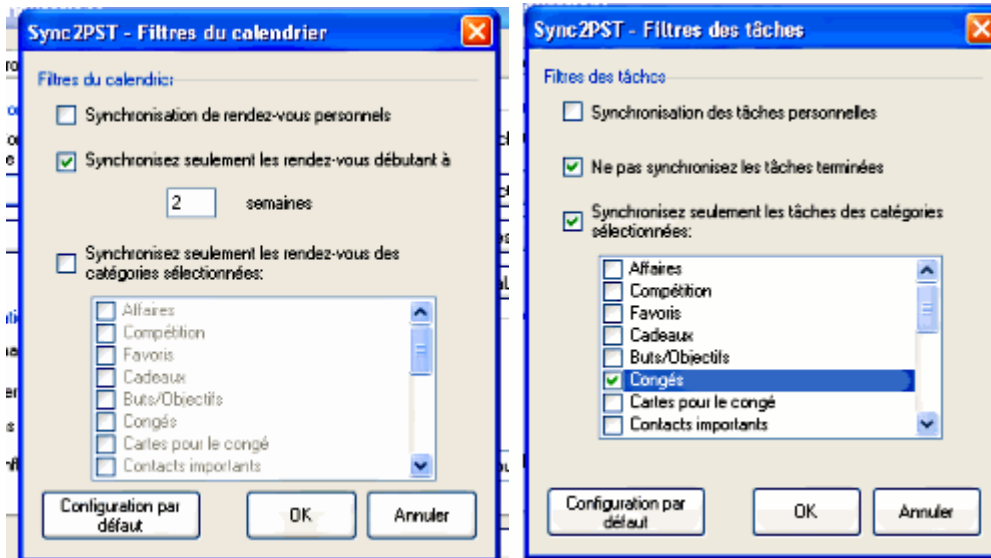 Sync2PST - Filtres du calendrier
Filtres du calendrier
Synchronisation de rendez-vous personnels
Synchronisez seulement les rendez-vous débutant à
2 semaines
Synchronisez seulement les rendez-vous des
catégories sélectionnées:
Affaires
Compétition
Favoris
Cadeaux
Buts/Objectifs
Congés
Cartes pour le congé
Contacts importants
Configuration par
défaut
OK
Annuler
Sync2PST - Filtres des tâches
Filtres des tâches
Synchronisation des tâches personnelles
Ne pas synchronisez les tâches terminées
Synchronisez seulement les tâches des catégories
sélectionnées:
Affaires
Compétition
Favoris
Cadeaux
Buts/Objectifs
Congés
Cartes pour le congé
Contacts importants
Configuration par
défaut
OK
Annuler